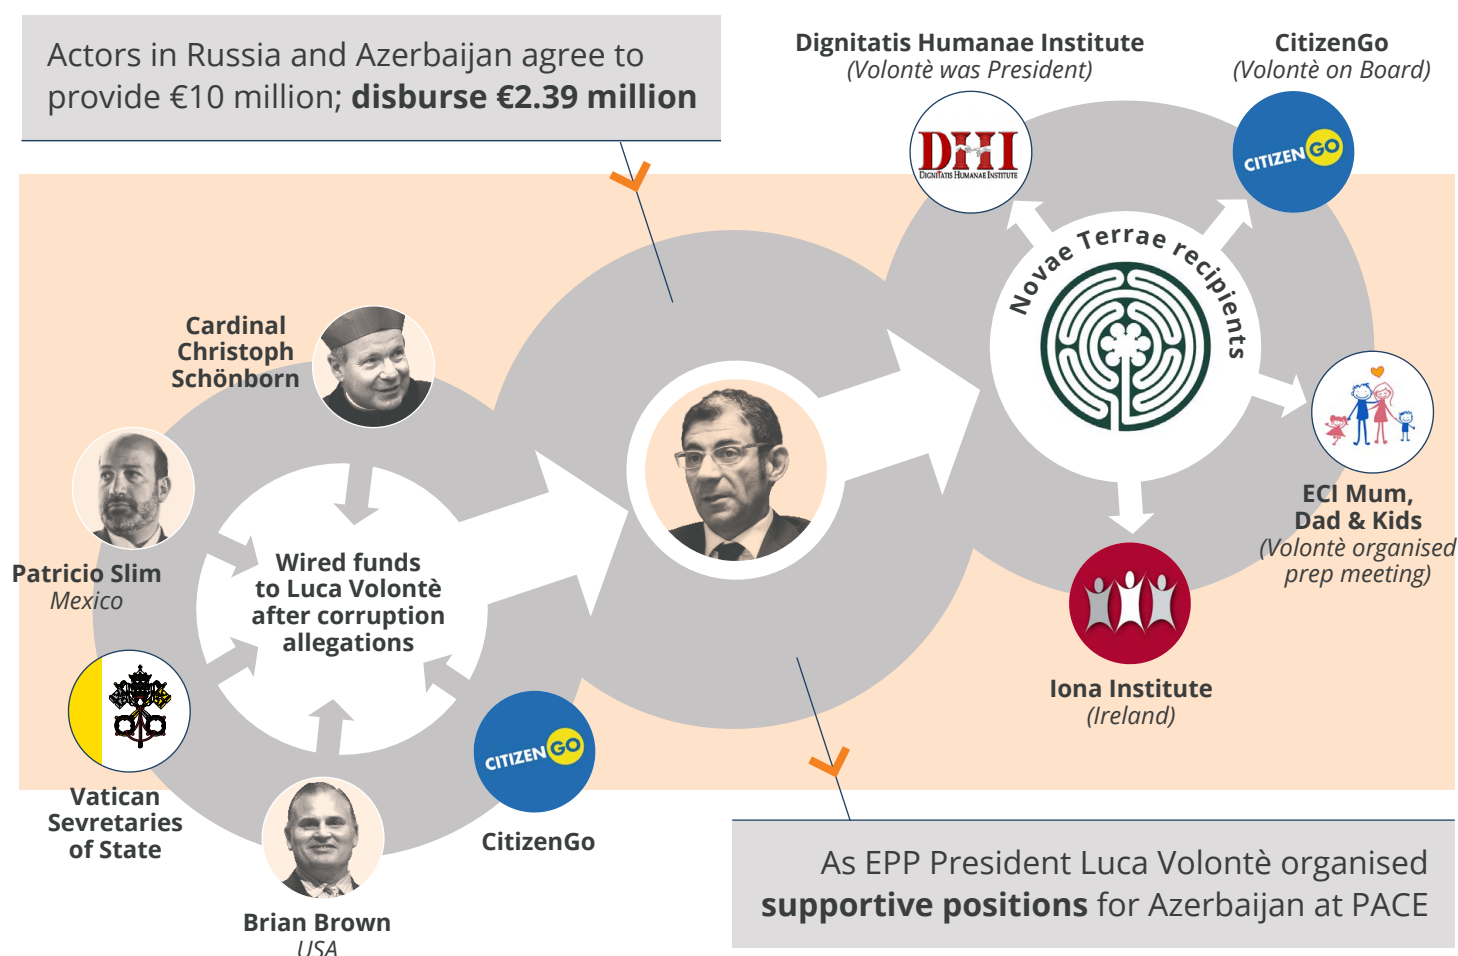 Actors in Russia and Azerbaijan agree to
provide €10 million; disburse €2.39 million
Dignitatis Humanae Institute
(Volontè was President)
CitizenGo
(Volontè on Board)
DHI
DIGNITATIS HUMANAE INSTITUTE
CITIZENGO
Novae Terrae recipients
Cardinal
Christoph
Schönborn
Patricio Slim
Mexico
Wired funds
to Luca Volontè
after corruption
allegations
ECI Mum,
Dad & Kids
(Volontè organised
prep meeting)
Iona Institute
(Ireland)
Vatican
Sevretaries
of State
CITIZENGO
CitizenGo
Brian Brown
USA
As EPP President Luca Volontè organised
supportive positions for Azerbaijan at PACE